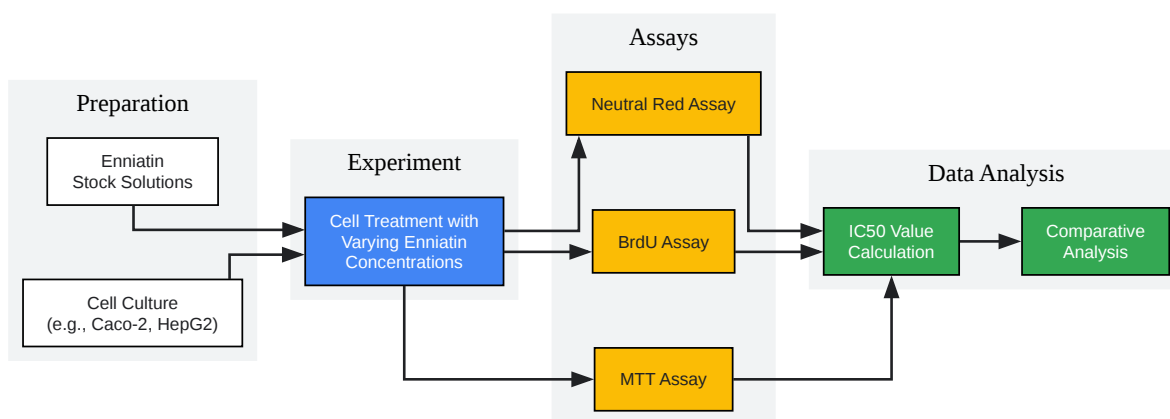 Preparation
Enniatin
Stock Solutions
Cell Culture
(e.g., Caco-2, HepG2)
Experiment
Cell Treatment with
Varying Enniatin
Concentrations
Assays
Neutral Red Assay
BrdU Assay
MTT Assay
Data Analysis
IC50 Value
Calculation
Comparative
Analysis